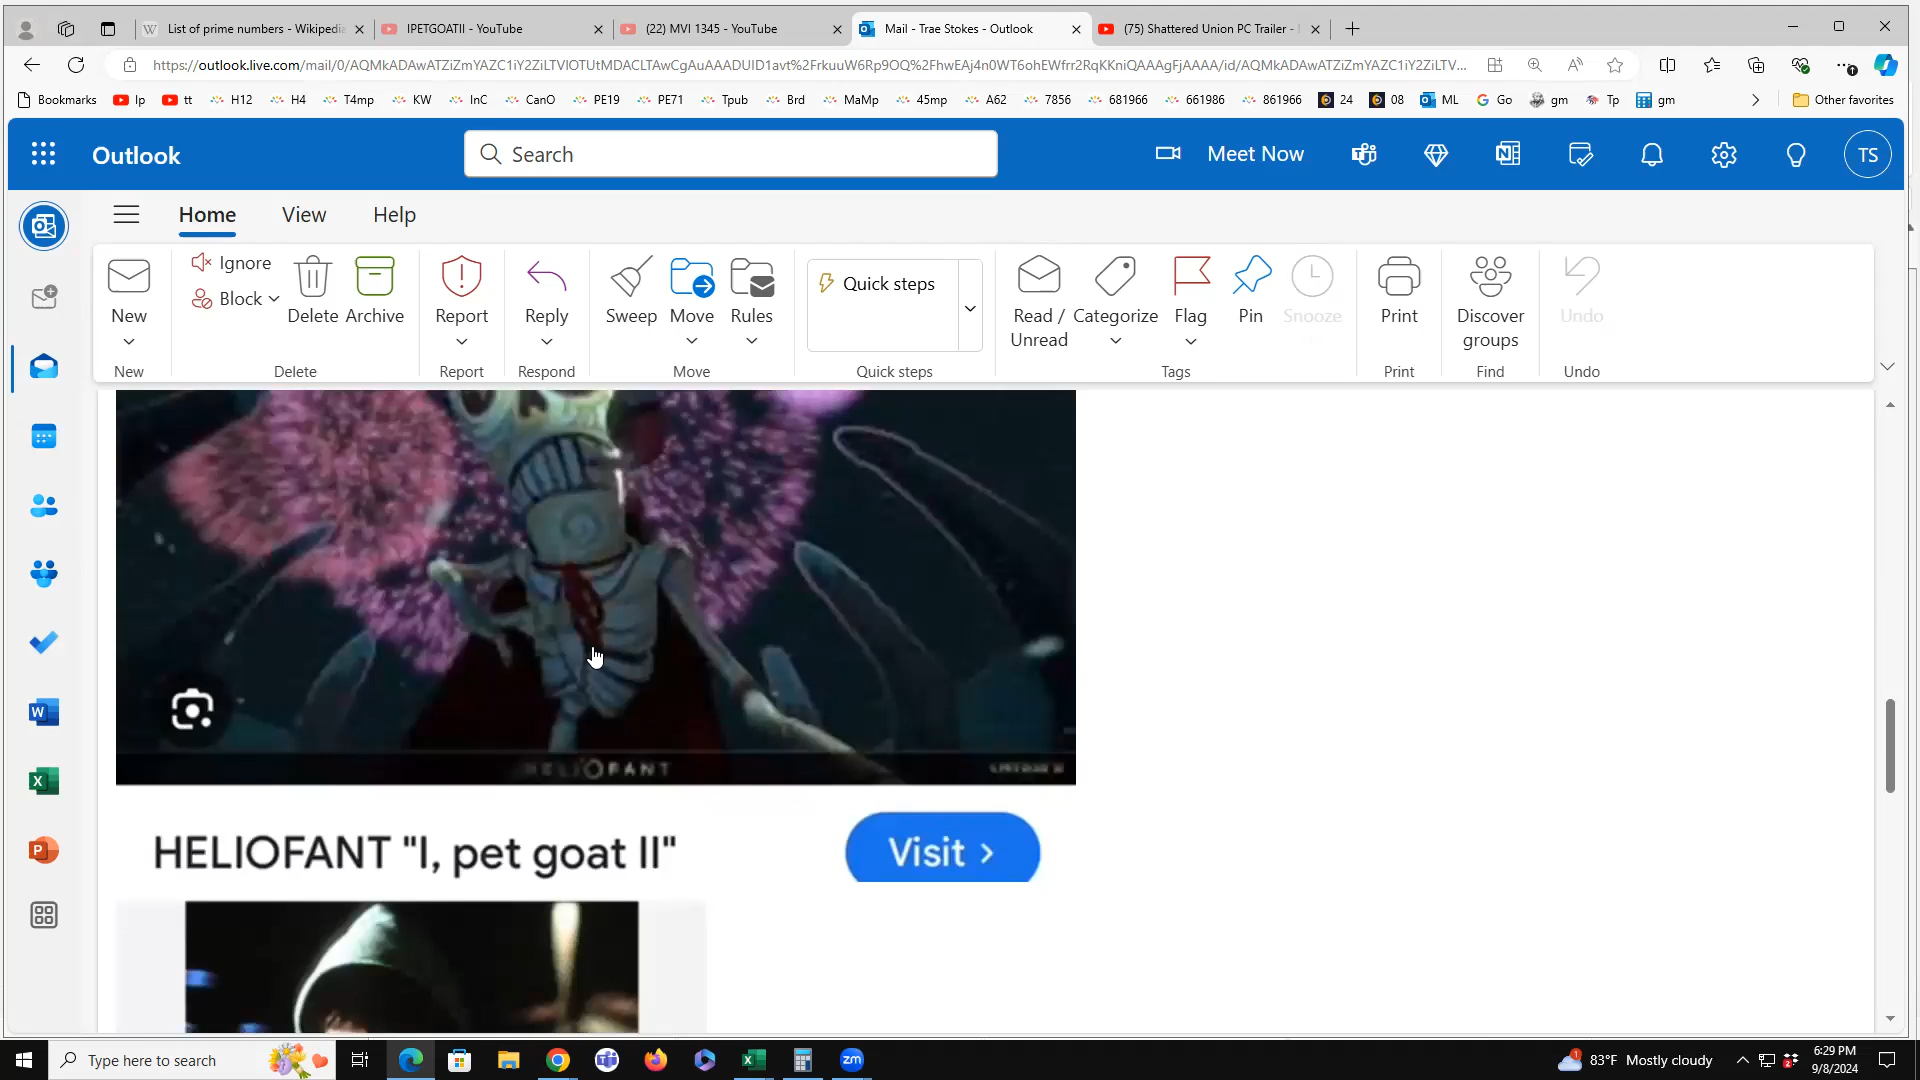 List of prime numbers - Wikipedia
IPETGOATII - YouTube
(22) MVI 1345 - YouTube
Mail - Trae Stokes - Outlook
(75) Shattered Union PC Trailer -
https://outlook.live.com/mail/0/AQMkADAwATZiZmYAZC1iY2ZiLTVlOTUtMDACLTAwCgAuAAADUID1avt%2FrkuuW6Rp9OQ%2FhwEAj4n0WT6ohEWfrr2RqKKniQAAAgFjAAAA/id/AQMkADAwATZiZmYAZC1iY2ZiLTV...
Bookmarks
Ip
tt
H12
H4
T4mp
KW
InC
CanO
PE19
PE71
Tpub
Brd
MaMp
45mp
A62
7856
681966
661986
861966
24
08
ML
Go
gm
Tp
gm
Other favorites
Outlook
Search
Meet Now
TS
Home
View
Help
New
Ignore
Block
Delete
Archive
Report
Reply
Sweep
Move
Rules
Quick steps
Read / Unread
Categorize
Flag
Pin
Snooze
Print
Discover groups
Undo
New
Delete
Report
Respond
Move
Quick steps
Tags
Print
Find
Undo
HELIOFANT
HELIOFANT "I, pet goat II"
Visit >
Type here to search
83°F Mostly cloudy
6:29 PM
9/8/2024